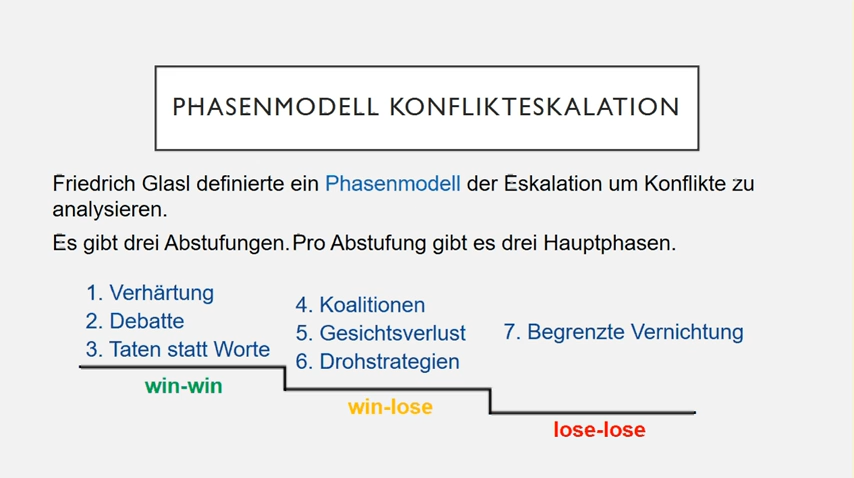 PHASENMODELL KONFLIKTESKALATION
Friedrich Glasl definierte ein Phasenmodell der Eskalation um Konflikte zu
analysieren.
Es gibt drei Abstufungen. Pro Abstufung gibt es drei Hauptphasen.
1. Verhärtung
2. Debatte
3. Taten statt Worte
win-win
4. Koalitionen
5. Gesichtsverlust
6. Drohstrategien
win-lose
7. Begrenzte Vernichtung
lose-lose